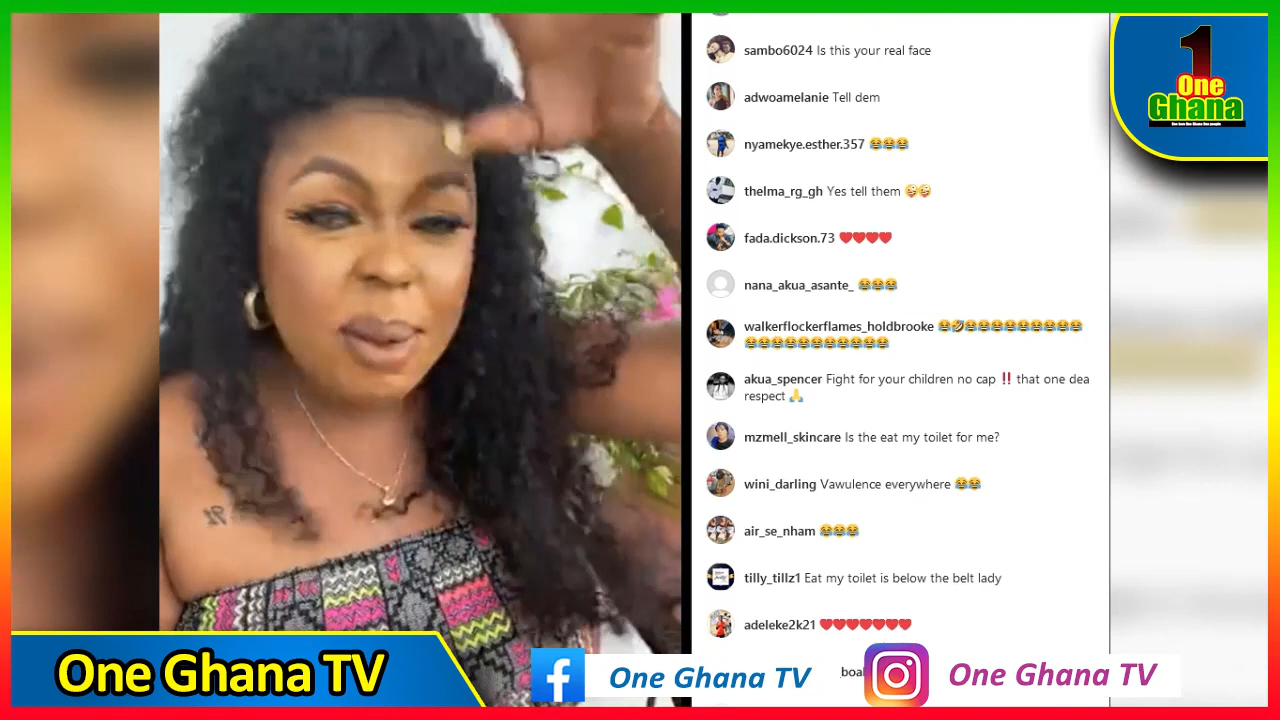 sambo6024 Is this your real face
adwoamelanie Tell dem
nyamekye.esther.357 😂😂😂
thelma_rg_gh Yes tell them 🤪🤪
fada.dickson.73 ❤️❤️❤️❤️
nana_akua_asante_ 😂😂😂
walkerflockerflames_holdbrooke 😂🤣😂😂😂😂😂😂😂😂😂
😂😂😂😂😂😂😂😂😂😂😂
akua_spencer Fight for your children no cap ‼️ that one dea
respect 🙏
mzmell_skincare Is the eat my toilet for me?
wini_darling Vawulence everywhere 😂😂
air_se_nham 😂😂😂
tilly_tillz1 Eat my toilet is below the belt lady
adeleke2k21 ❤️❤️❤️❤️❤️❤️❤️
1
One
Ghana
One Ghana TV
One Ghana TV
One Ghana TV